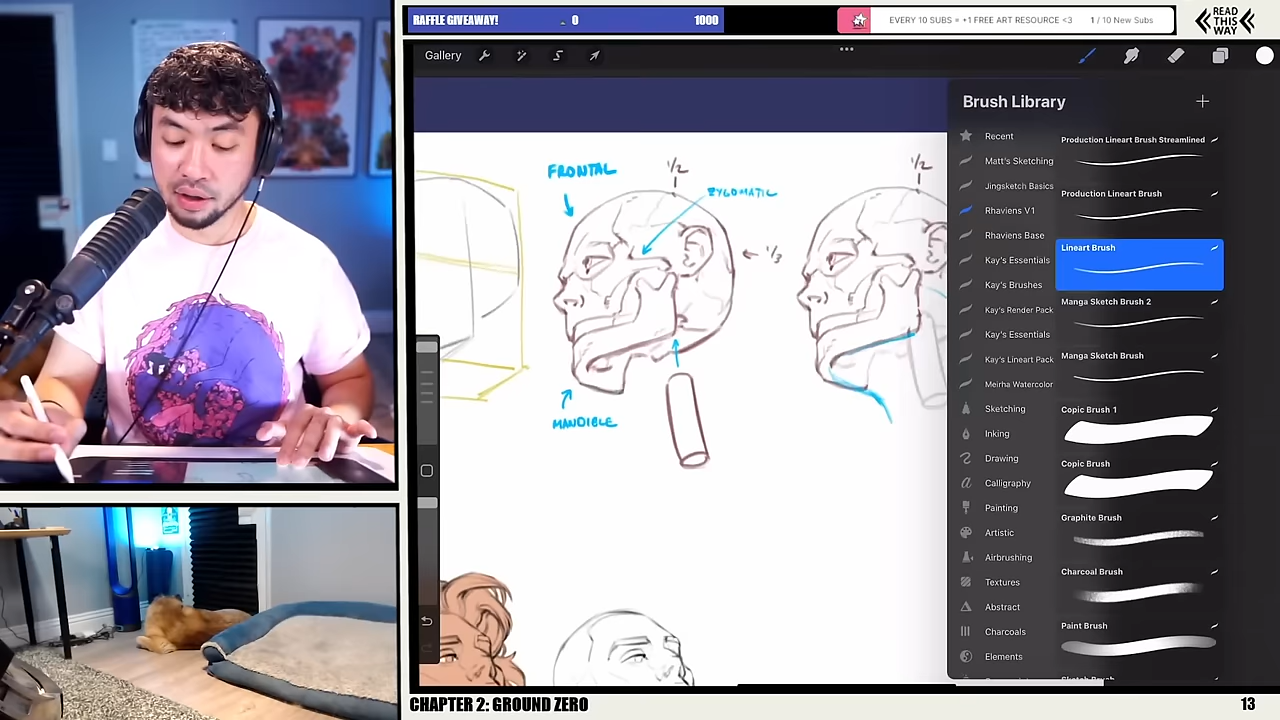 RAFFLE GIVEAWAY!
0
1000
EVERY 10 SUBS = +1 FREE ART RESOURCE <3
1 / 10 New Subs
READ
THIS
WAY
Gallery
FRONTAL
1/2
ZYGOMATIC
1/3
MANDIBLE
1/2
Brush Library
Recent
Matt's Sketching
Jingsketch Basics
Rhaviens V1
Rhaviens Base
Kay's Essentials
Kay's Brushes
Kay's Render Pack
Kay's Essentials
Kay's Lineart Pack
Meirha Watercolor
Sketching
Inking
Drawing
Calligraphy
Painting
Artistic
Airbrushing
Textures
Abstract
Charcoals
Elements
Production Lineart Brush Streamlined
Production Lineart Brush
Lineart Brush
Manga Sketch Brush 2
Manga Sketch Brush
Copic Brush 1
Copic Brush
Graphite Brush
Charcoal Brush
Paint Brush
CHAPTER 2: GROUND ZERO
13